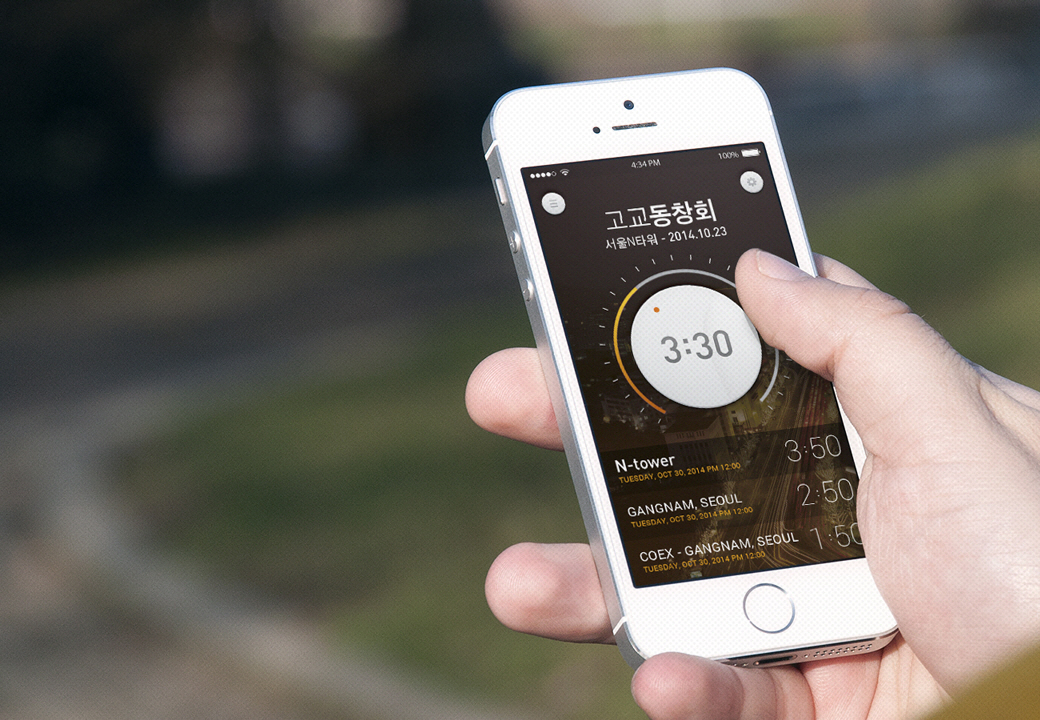 4:34 PM 100%
고교동창회
서울N타워 - 2014.10.23
3:30
N-tower 3:50
TUESDAY, OCT 30, 2014 PM 12:00
GANGNAM, SEOUL 2:50
TUESDAY, OCT 30, 2014 PM 12:00
COEX - GANGNAM, SEOUL 1:50
TUESDAY, OCT 30, 2014 PM 12:00